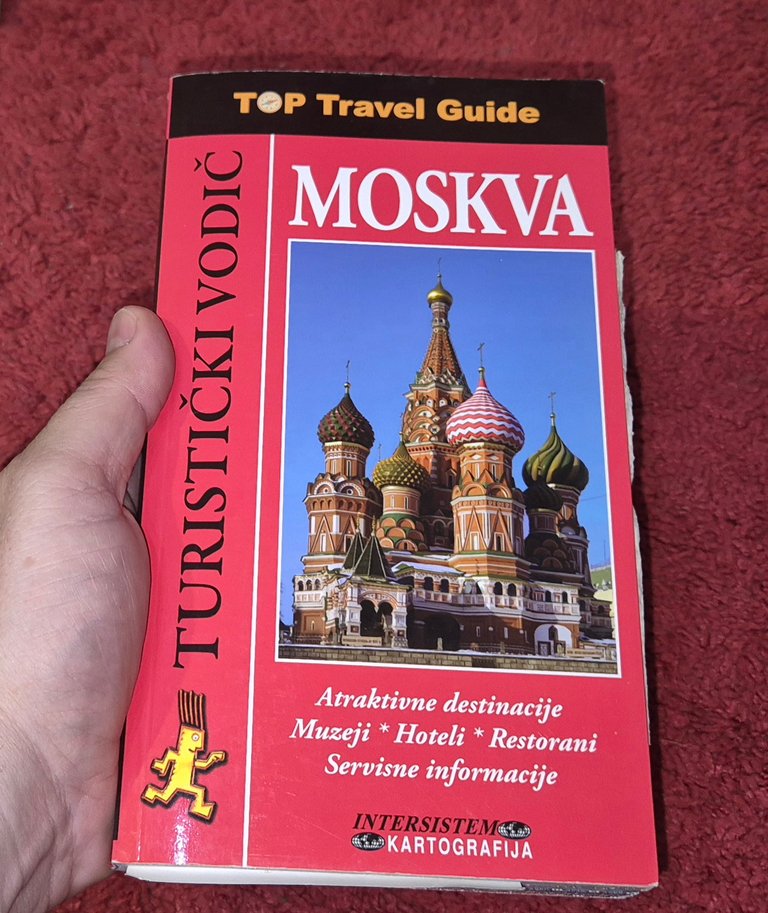 TOP Travel Guide
TURISTIČKI VODIČ
MOSKVA
Atraktivne destinacije
Muzeji * Hoteli * Restorani
Servisne informacije
INTERSISTEM
KARTOGRAFIJA